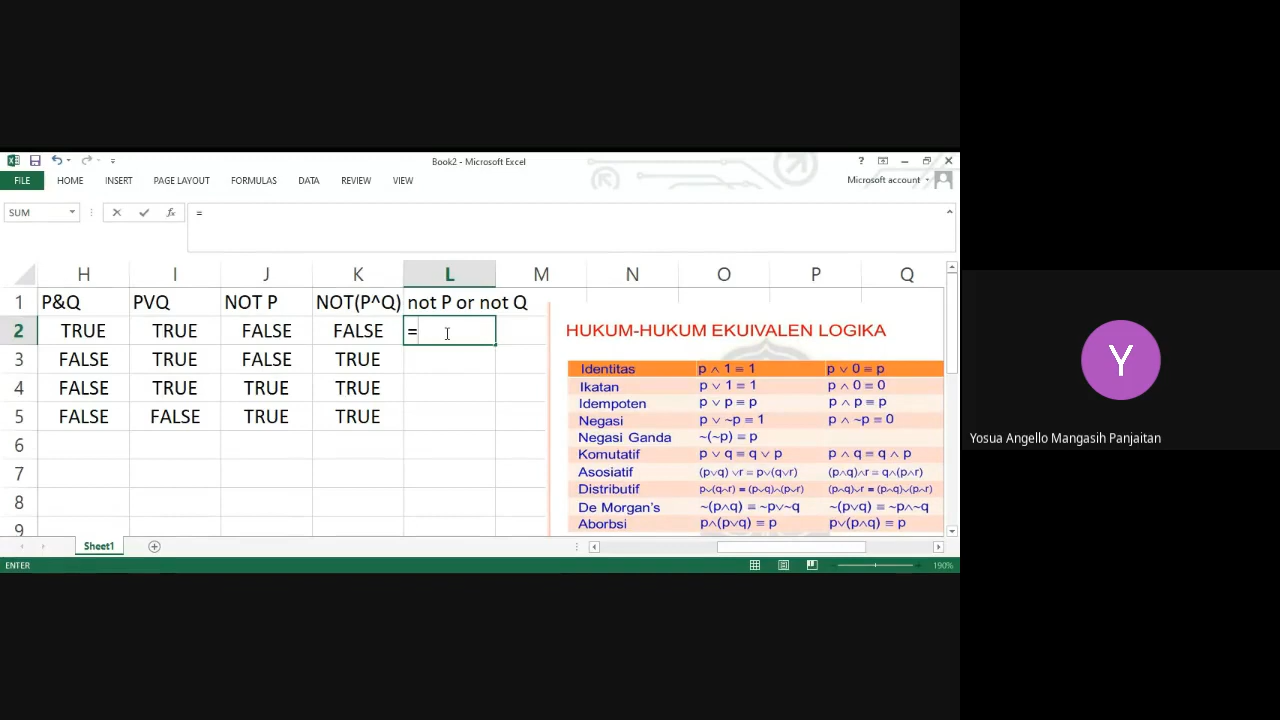 Book2 - Microsoft Excel
?
FILE HOME INSERT PAGE LAYOUT FORMULAS DATA REVIEW VIEW Microsoft account
SUM fx =
H I J K L M N O P Q
1 P&Q PVQ NOT P NOT(P^Q) not P or not Q
2 TRUE TRUE FALSE FALSE =
3 FALSE TRUE FALSE TRUE
4 FALSE TRUE TRUE TRUE
5 FALSE FALSE TRUE TRUE
6
7
8
9
HUKUM-HUKUM EKUIVALEN LOGIKA
Identitas p ∧ 1 ≡ 1 p ∨ 0 ≡ p
Ikatan p ∨ 1 ≡ 1 p ∧ 0 ≡ 0
Idempoten p ∨ p ≡ p p ∧ p ≡ p
Negasi p ∨ ~p ≡ 1 p ∧ ~p ≡ 0
Negasi Ganda ~(~p) ≡ p
Komutatif p ∨ q ≡ q ∨ p p ∧ q ≡ q ∧ p
Asosiatif (p∨q) ∨r ≡ p∨(q∨r) (p∧q)∧r ≡ q∧(p∧r)
Distributif p∨(q∧r) ≡ (p∨q)∧(p∨r) (p∧q)∨r ≡ (p∧q)∨(p∧r)
De Morgan's ~(p∧q) ≡ ~p∨~q ~(p∨q) ≡ ~p∧~q
Aborbsi p∧(p∨q) ≡ p p∨(p∧q) ≡ p
Sheet1
ENTER 190%
Y
Yosua Angello Mangasih Panjaitan